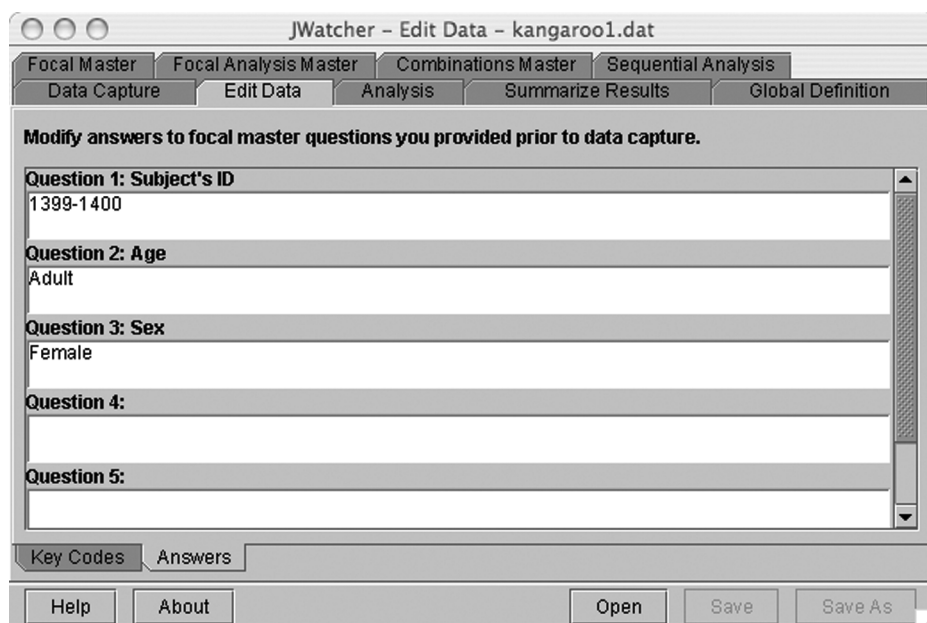 JWatcher – Edit Data – kangaroo1.dat
Focal Master Focal Analysis Master Combinations Master Sequential Analysis
Data Capture Edit Data Analysis Summarize Results Global Definition
Modify answers to focal master questions you provided prior to data capture.
Question 1: Subject's ID
1399-1400
Question 2: Age
Adult
Question 3: Sex
Female
Question 4:
Question 5:
Key Codes Answers
Help About Open Save Save As